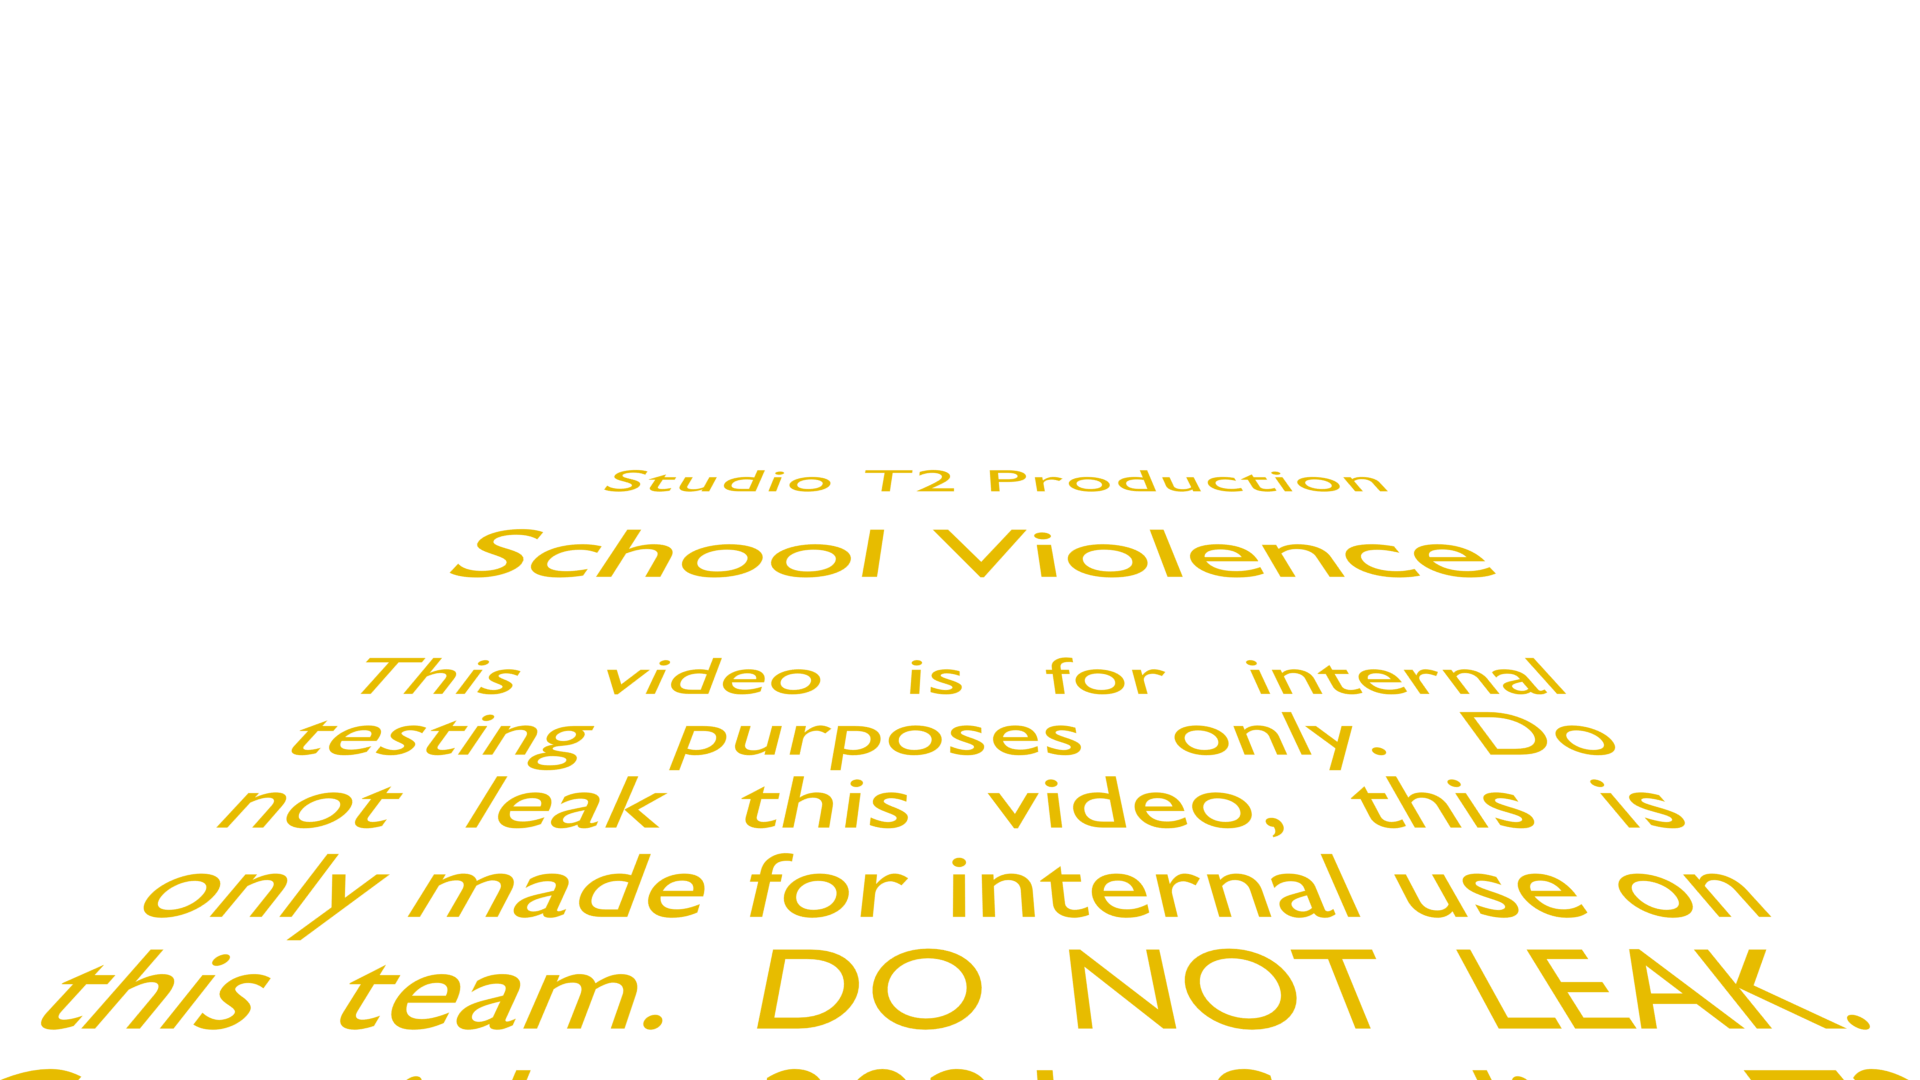 Studio T2 Production
School Violence
This video is for internal
testing purposes only. Do
not leak this video, this is
only made for internal use on
this team. DO NOT LEAK.